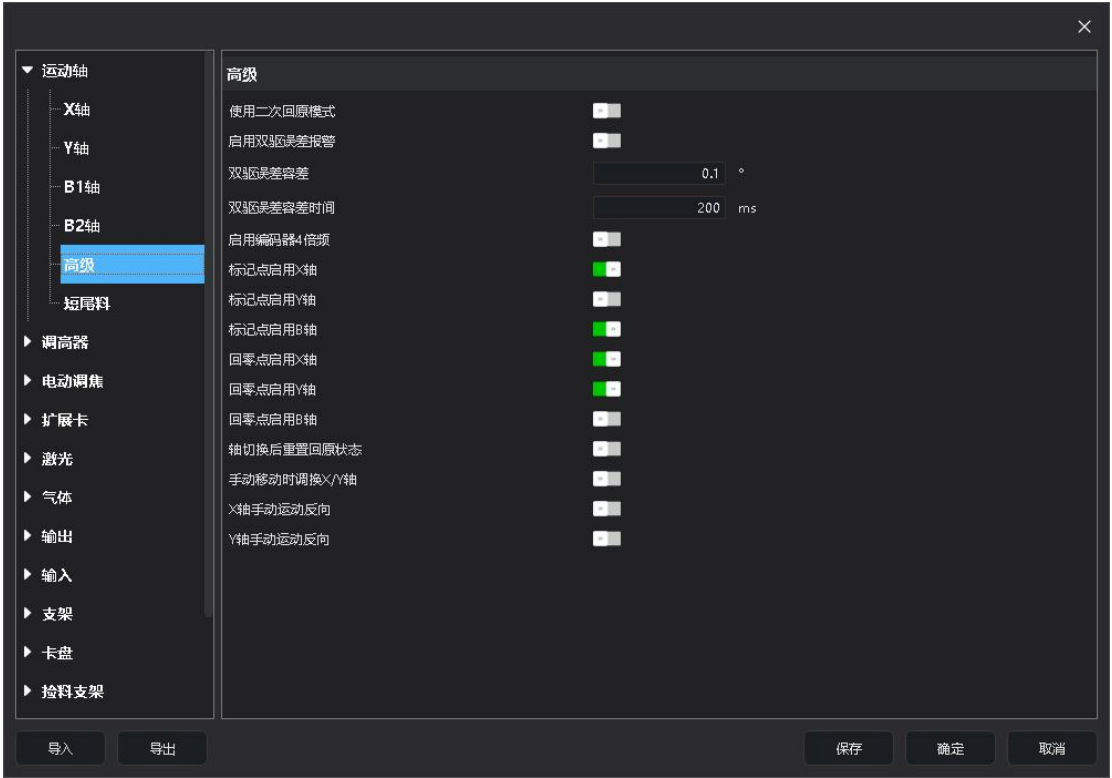 运动轴
X轴
Y轴
B1轴
B2轴
高级
短尾料
调高器
电动调焦
扩展卡
激光
气体
输出
输入
支架
卡盘
捡料支架
高级
使用二次回原模式
启用双驱误差报警
双驱误差容差 0.1 °
双驱误差容差时间 200 ms
启用编码器4倍频
标记点启用X轴
标记点启用Y轴
标记点启用B轴
回零点启用X轴
回零点启用Y轴
回零点启用B轴
轴切换后重置回原状态
手动移动时调换X/Y轴
X轴手动运动反向
Y轴手动运动反向
导入 导出 保存 确定 取消